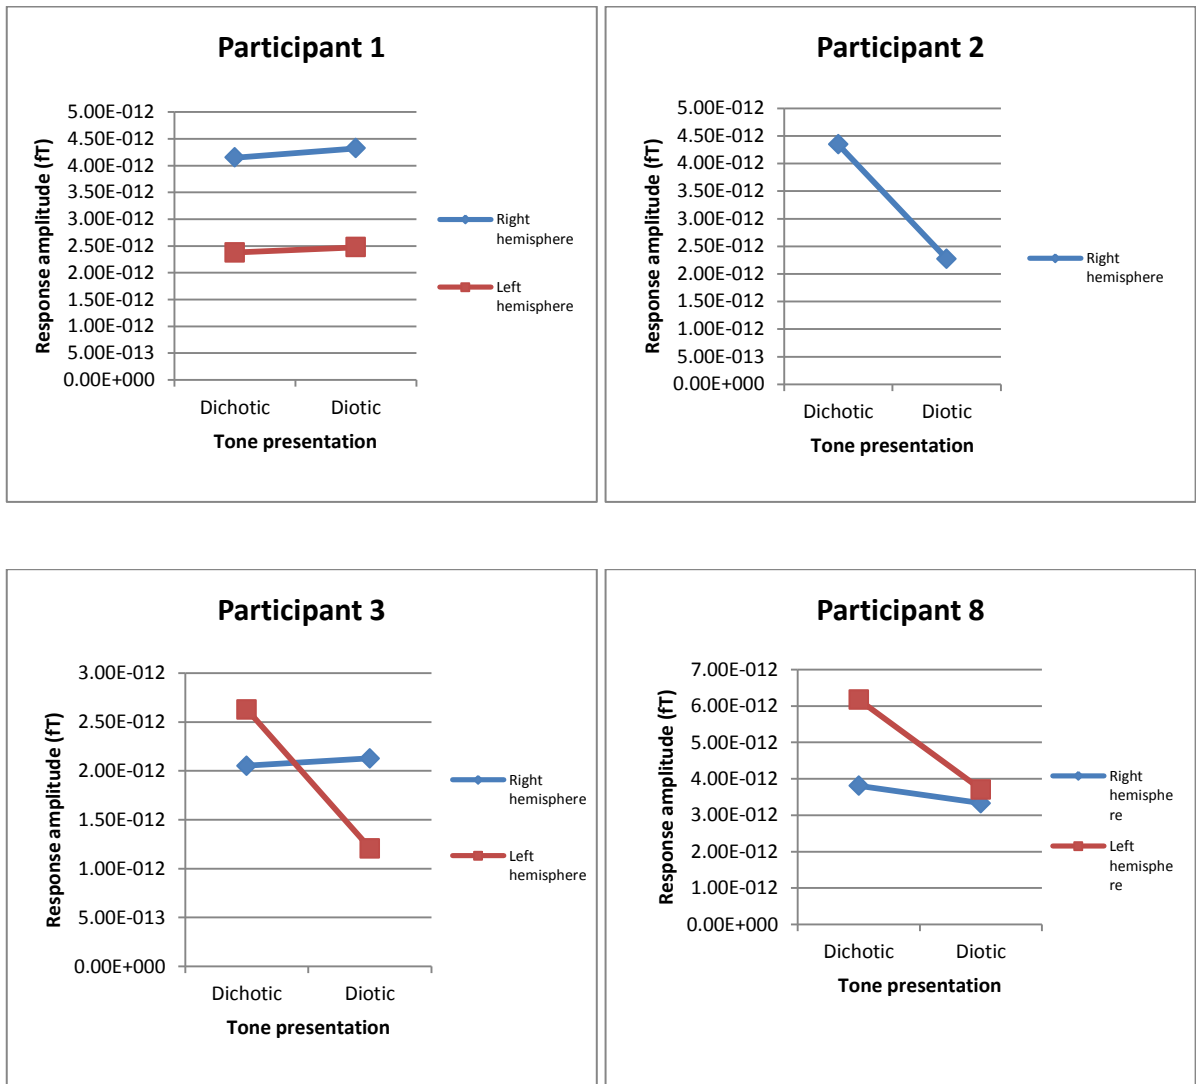 Participant 1
5.00E-012
4.50E-012
4.00E-012
3.50E-012
3.00E-012
2.50E-012
2.00E-012
1.50E-012
1.00E-012
5.00E-013
0.00E+000
Response amplitude (fT)
Dichotic Diotic
Tone presentation
Right
hemisphere
Left
hemisphere
Participant 2
5.00E-012
4.50E-012
4.00E-012
3.50E-012
3.00E-012
2.50E-012
2.00E-012
1.50E-012
1.00E-012
5.00E-013
0.00E+000
Response amplitude (fT)
Dichotic Diotic
Tone presentation
Right
hemisphere
Participant 3
3.00E-012
2.50E-012
2.00E-012
1.50E-012
1.00E-012
5.00E-013
0.00E+000
Response amplitude (fT)
Dichotic Diotic
Tone presentation
Right
hemisphere
Left
hemisphere
Participant 8
7.00E-012
6.00E-012
5.00E-012
4.00E-012
3.00E-012
2.00E-012
1.00E-012
0.00E+000
Response amplitude (fT)
Dichotic Diotic
Tone presentation
Right
hemisphe
re
Left
hemisphe
re